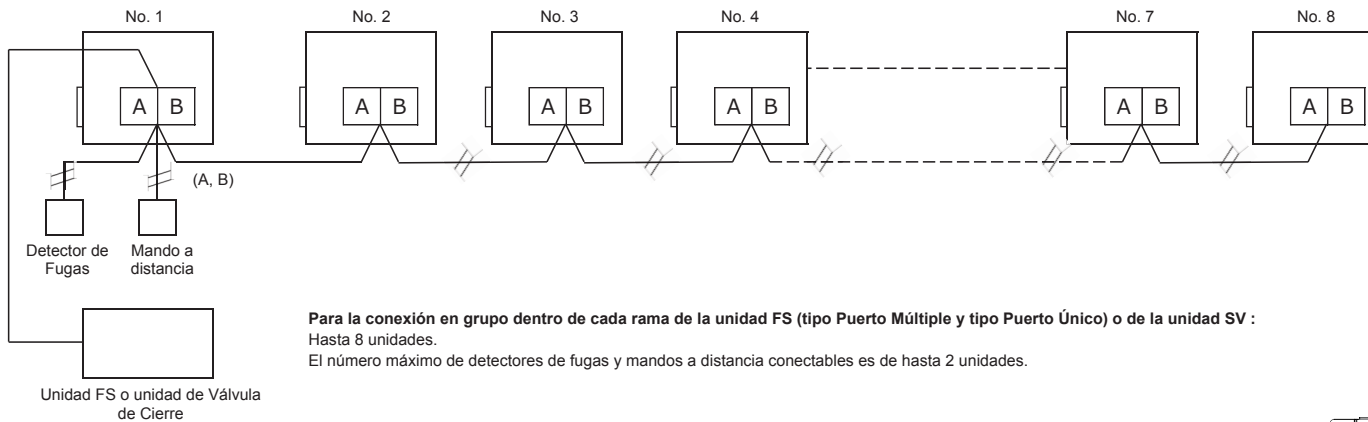 No. 1
No. 2
No. 3
No. 4
No. 7
No. 8
A B
A B
A B
A B
A B
A B
(A, B)
Detector de
Fugas
Mando a
distancia
Para la conexión en grupo dentro de cada rama de la unidad FS (tipo Puerto Múltiple y tipo Puerto Único) o de la unidad SV :
Hasta 8 unidades.
El número máximo de detectores de fugas y mandos a distancia conectables es de hasta 2 unidades.
Unidad FS o unidad de Válvula
de Cierre